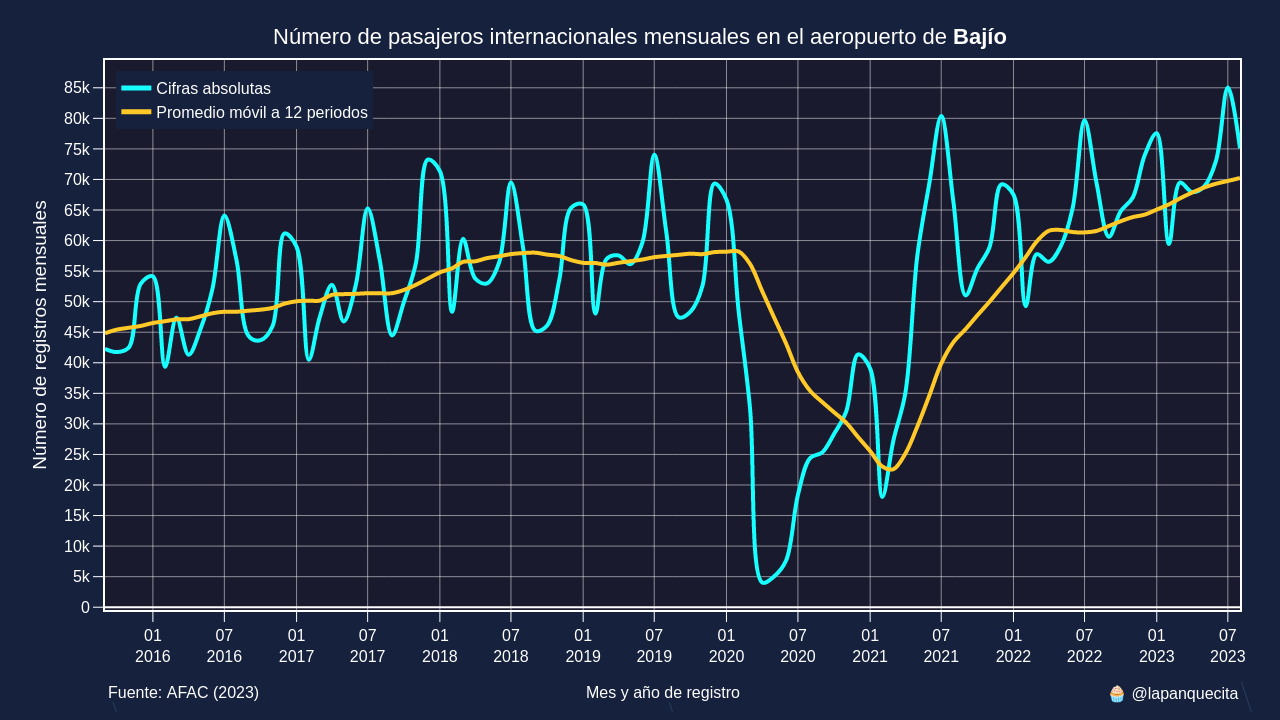 Número de pasajeros internacionales mensuales en el aeropuerto de Bajío
Cifras absolutas
Promedio móvil a 12 periodos
Número de registros mensuales
85k
80k
75k
70k
65k
60k
55k
50k
45k
40k
35k
30k
25k
20k
15k
10k
5k
0
01 07 01 07 01 07 01 07 01 07 01 07 01 07 01 07
2016 2016 2017 2017 2018 2018 2019 2019 2020 2020 2021 2021 2022 2022 2023 2023
Fuente: AFAC (2023)
Mes y año de registro
🧁 @lapanquecita